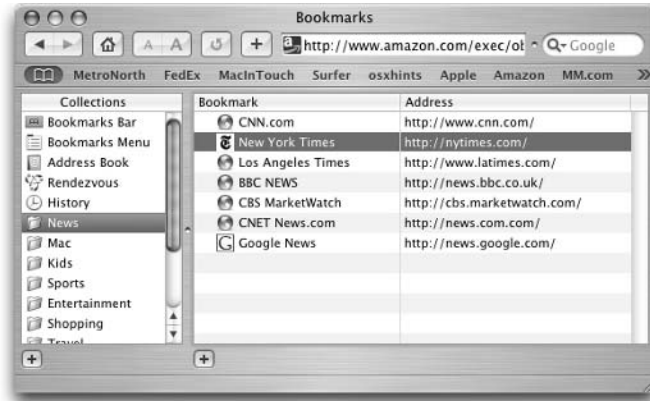 Bookmarks
A A http://www.amazon.com/exec/ol Google
MetroNorth FedEx MacInTouch Surfer osxhints Apple Amazon MM.com
Collections Bookmark Address
Bookmarks Bar CNN.com http://www.cnn.com/
Bookmarks Menu New York Times http://nytimes.com/
Address Book Los Angeles Times http://www.latimes.com/
Rendezvous BBC NEWS http://news.bbc.co.uk/
History CBS MarketWatch http://cbs.marketwatch.com/
News CNET News.com http://news.com.com/
Mac Google News http://news.google.com/
Kids
Sports
Entertainment
Shopping
Travel